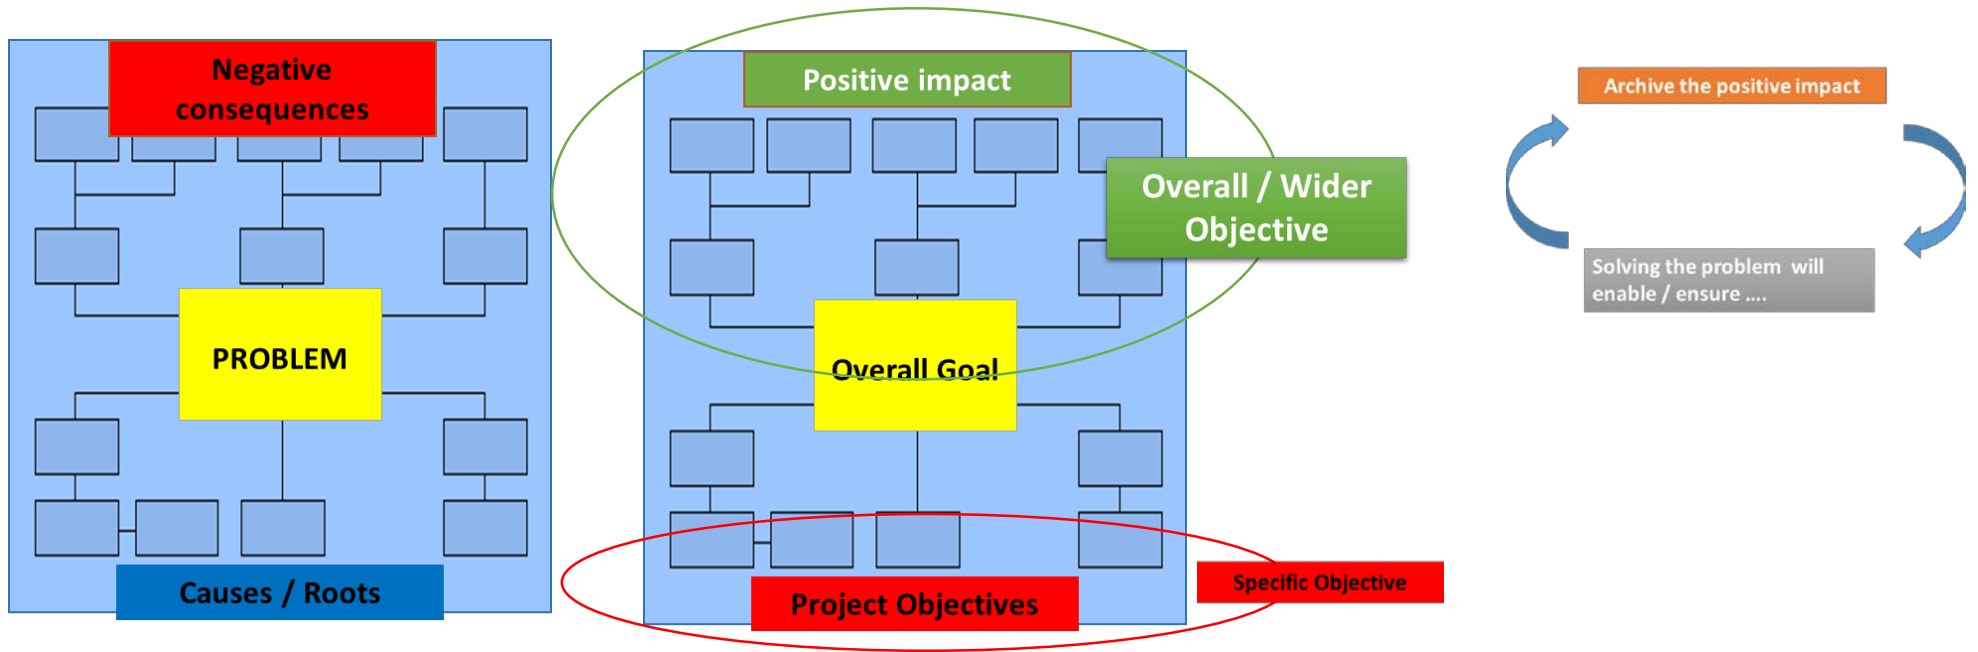 Negative
consequences
PROBLEM
Causes / Roots
Positive impact
Overall / Wider
Objective
Overall Goal
Project Objectives
Specific Objective
Archive the positive impact
Solving the problem will
enable / ensure ....